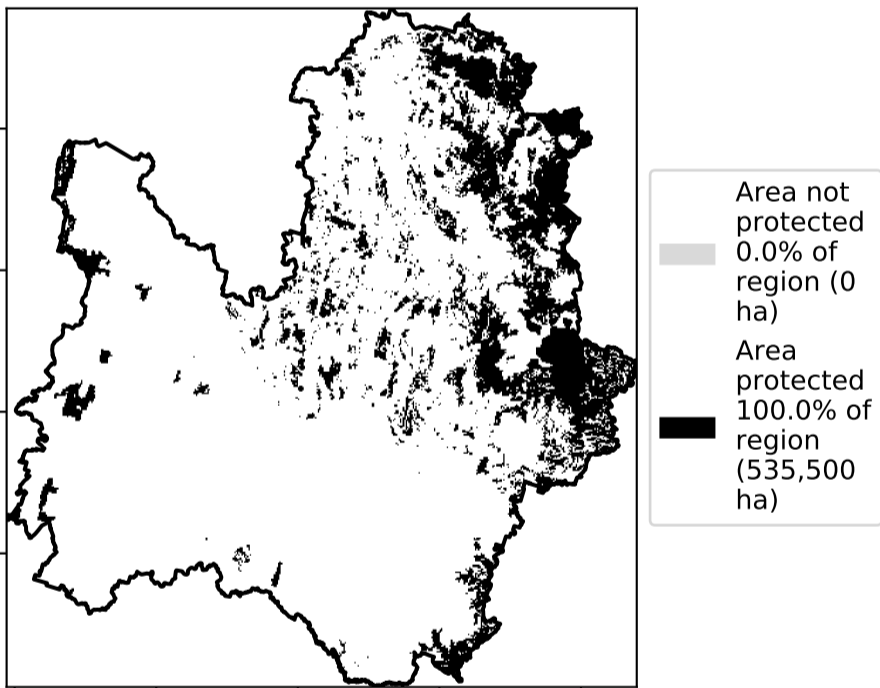 Area not
protected
0.0% of
region (0
ha)
Area
protected
100.0% of
region
(535,500
ha)